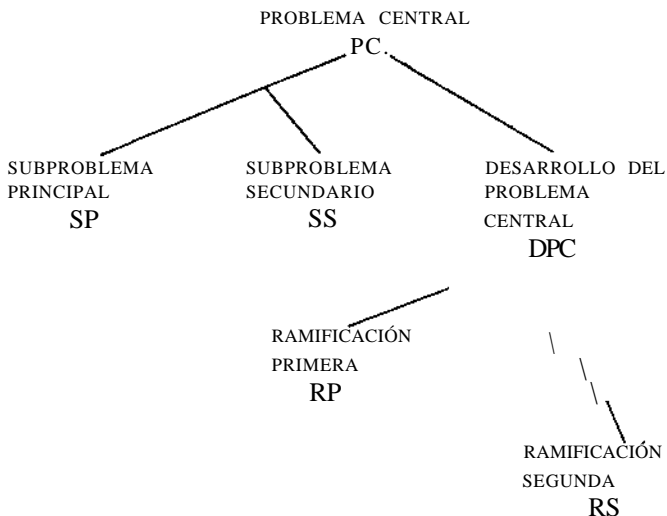 PROBLEMA CENTRAL
PC.
SUBPROBLEMA
PRINCIPAL
SP
SUBPROBLEMA
SECUNDARIO
SS
DESARROLLO DEL
PROBLEMA
CENTRAL
DPC
RAMIFICACIÓN
PRIMERA
RP
RAMIFICACIÓN
SEGUNDA
RS